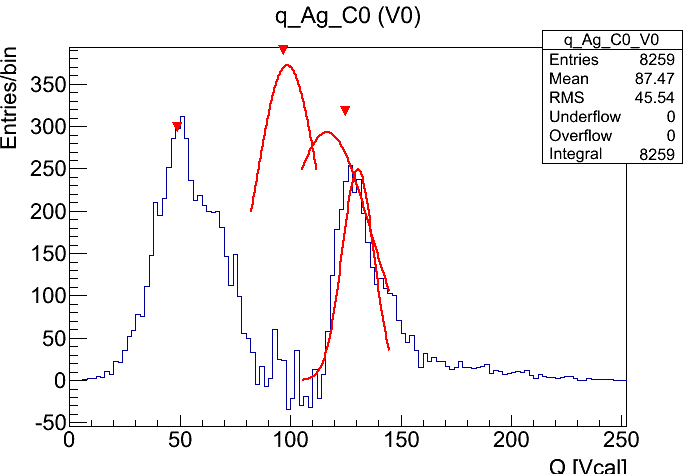 q_Ag_C0 (V0)
Entries/bin
q_Ag_C0_V0
Entries 8259
Mean 87.47
RMS 45.54
Underflow 0
Overflow 0
Integral 8259
350
300
250
200
150
100
50
0
-50
0 50 100 150 200 250
Q [Vcal]